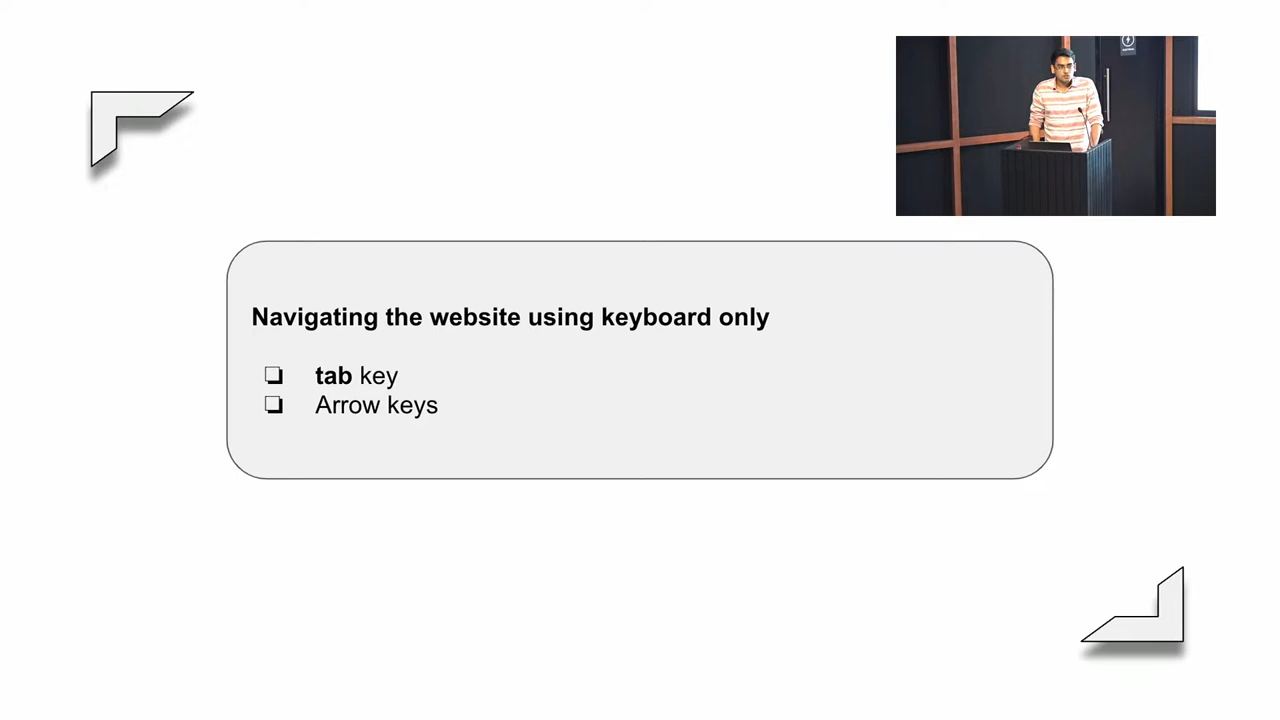 Navigating the website using keyboard only
❏ tab key
❏ Arrow keys